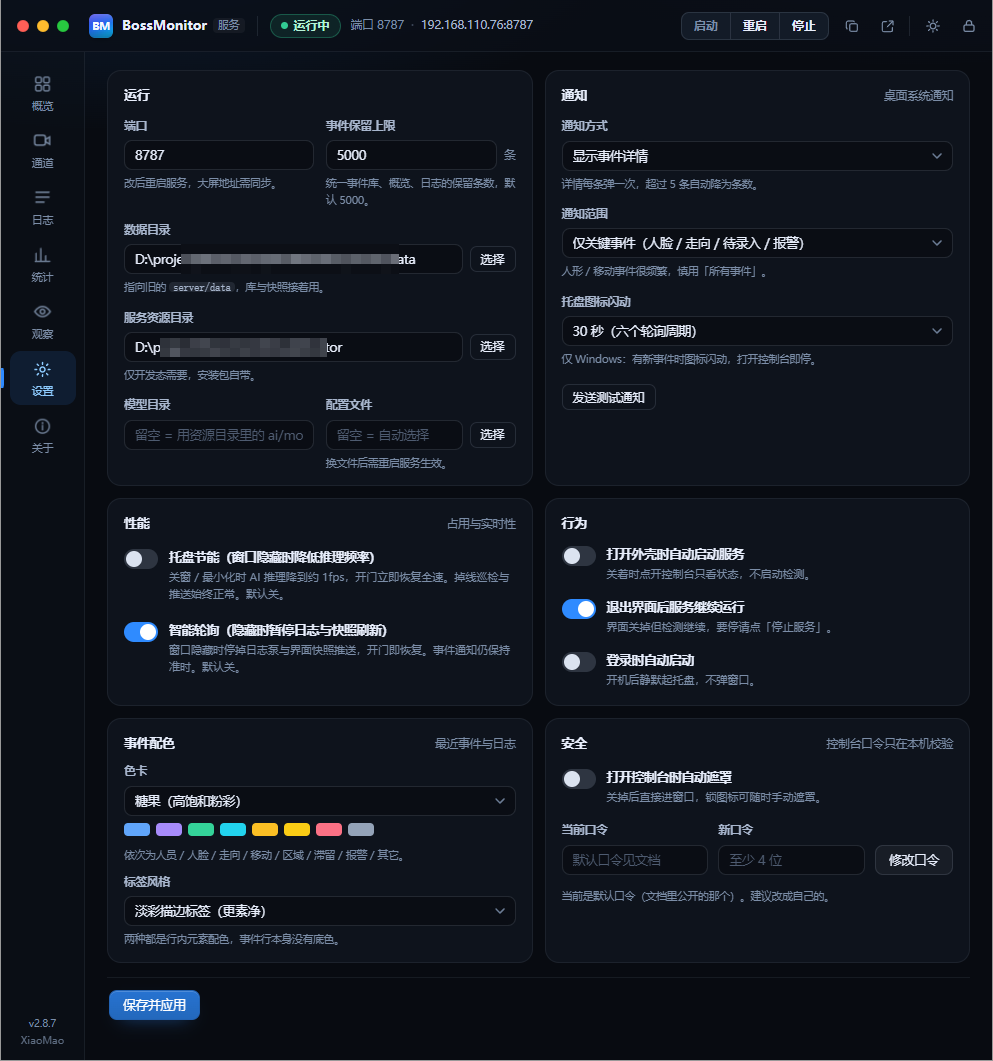 BM BossMonitor 服务 运行中 端口 8787 · 192.168.110.76:8787 启动 重启 停止
概览
通道
日志
统计
观察
设置
关于
v2.8.7
XiaoMao
运行
端口 事件保留上限
8787 5000 条
改后重启服务，大屏地址需同步。 统一事件库、概览、日志的保留条数，默
认 5000。
数据目录
D:\proje ata 选择
指向旧的 server/data ，库与快照接着用。
服务资源目录
D:\p tor 选择
仅开发态需要，安装包自带。
模型目录 配置文件
留空 = 用资源目录里的 ai/mo 留空 = 自动选择 选择
换文件后需重启服务生效。
通知 桌面系统通知
通知方式
显示事件详情
详情每条弹一次，超过 5 条自动降为条数。
通知范围
仅关键事件（人脸 / 走向 / 待录入 / 报警）
人形 / 移动事件很频繁，慎用「所有事件」。
托盘图标闪动
30 秒（六个轮询周期）
仅 Windows：有新事件时图标闪动，打开控制台即停。
发送测试通知
性能 占用与实时性
托盘节能（窗口隐藏时降低推理频率）
关窗 / 最小化时 AI 推理降到约 1fps，开门立即恢复全速。掉线巡检与
推送始终正常。默认关。
智能轮询（隐藏时暂停日志与快照刷新）
窗口隐藏时停掉日志泵与界面快照推送，开门即恢复。事件通知仍保持
准时。默认关。
行为
打开外壳时自动启动服务
关着时点开控制台只看状态，不启动检测。
退出界面后服务继续运行
界面关掉但检测继续，要停请点「停止服务」。
登录时自动启动
开机后静默起托盘，不弹窗口。
事件配色 最近事件与日志
色卡
糖果（高饱和粉彩）
依次为人员 / 人脸 / 走向 / 移动 / 区域 / 滞留 / 报警 / 其它。
标签风格
淡彩描边标签（更素净）
两种都是行内元素配色，事件行本身没有底色。
安全 控制台口令只在本机校验
打开控制台时自动遮罩
关掉后直接进窗口，锁图标可随时手动遮罩。
当前口令 新口令
默认口令见文档 至少 4 位 修改口令
当前是默认口令（文档里公开的那个）。建议改成自己的。
保存并应用